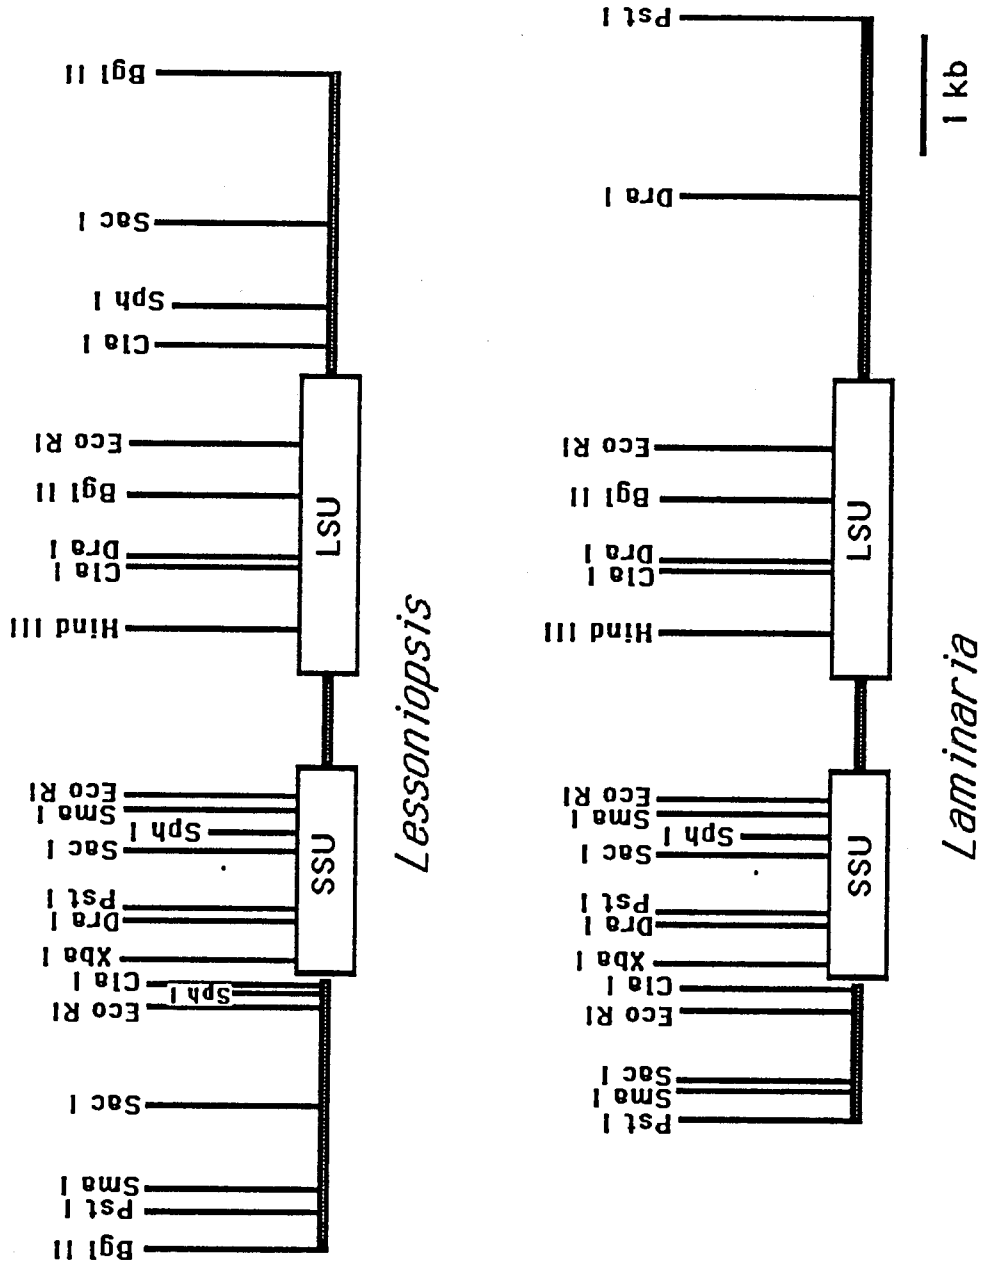 Bgl II
Sac I
Sph I
Cla I
Eco RI
Bgl II
Dra I
Cla I
Hind III
LSU
Eco RI
Sma I
Sph I
Sac I
Pst I
Dra I
Xba I
SSU
Cla I
Sph I
Eco RI
Sac I
Sma I
Pst I
Bgl II
Lessoniopsis
Pst I
Dra I
Eco RI
Bgl II
Dra I
Cla I
Hind III
LSU
Eco RI
Sma I
Sph I
Sac I
Pst I
Dra I
Xba I
SSU
Cla I
Eco RI
Sac I
Sma I
Pst I
Laminaria
1 kb